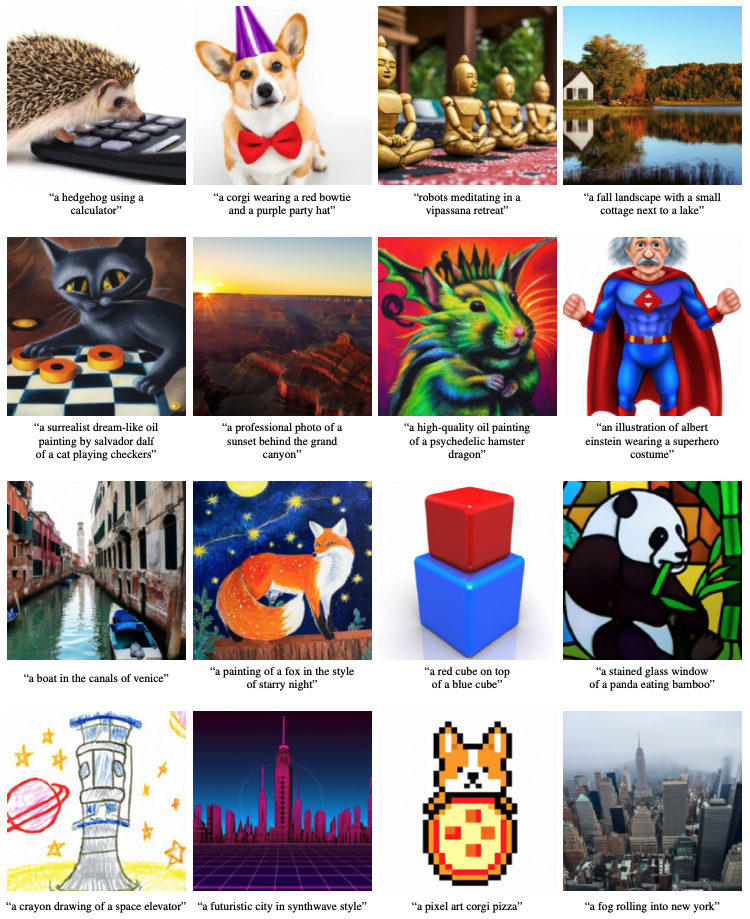 “a hedgehog using a
calculator”
“a corgi wearing a red bowtie
and a purple party hat”
“robots meditating in a
vipassana retreat”
“a fall landscape with a small
cottage next to a lake”
“a surrealist dream-like oil
painting by salvador dalí
of a cat playing checkers”
“a professional photo of a
sunset behind the grand
canyon”
“a high-quality oil painting
of a psychedelic hamster
dragon”
“an illustration of albert
einstein wearing a superhero
costume”
“a boat in the canals of venice”
“a painting of a fox in the style
of starry night”
“a red cube on top
of a blue cube”
“a stained glass window
of a panda eating bamboo”
“a crayon drawing of a space elevator”
“a futuristic city in synthwave style”
“a pixel art corgi pizza”
“a fog rolling into new york”